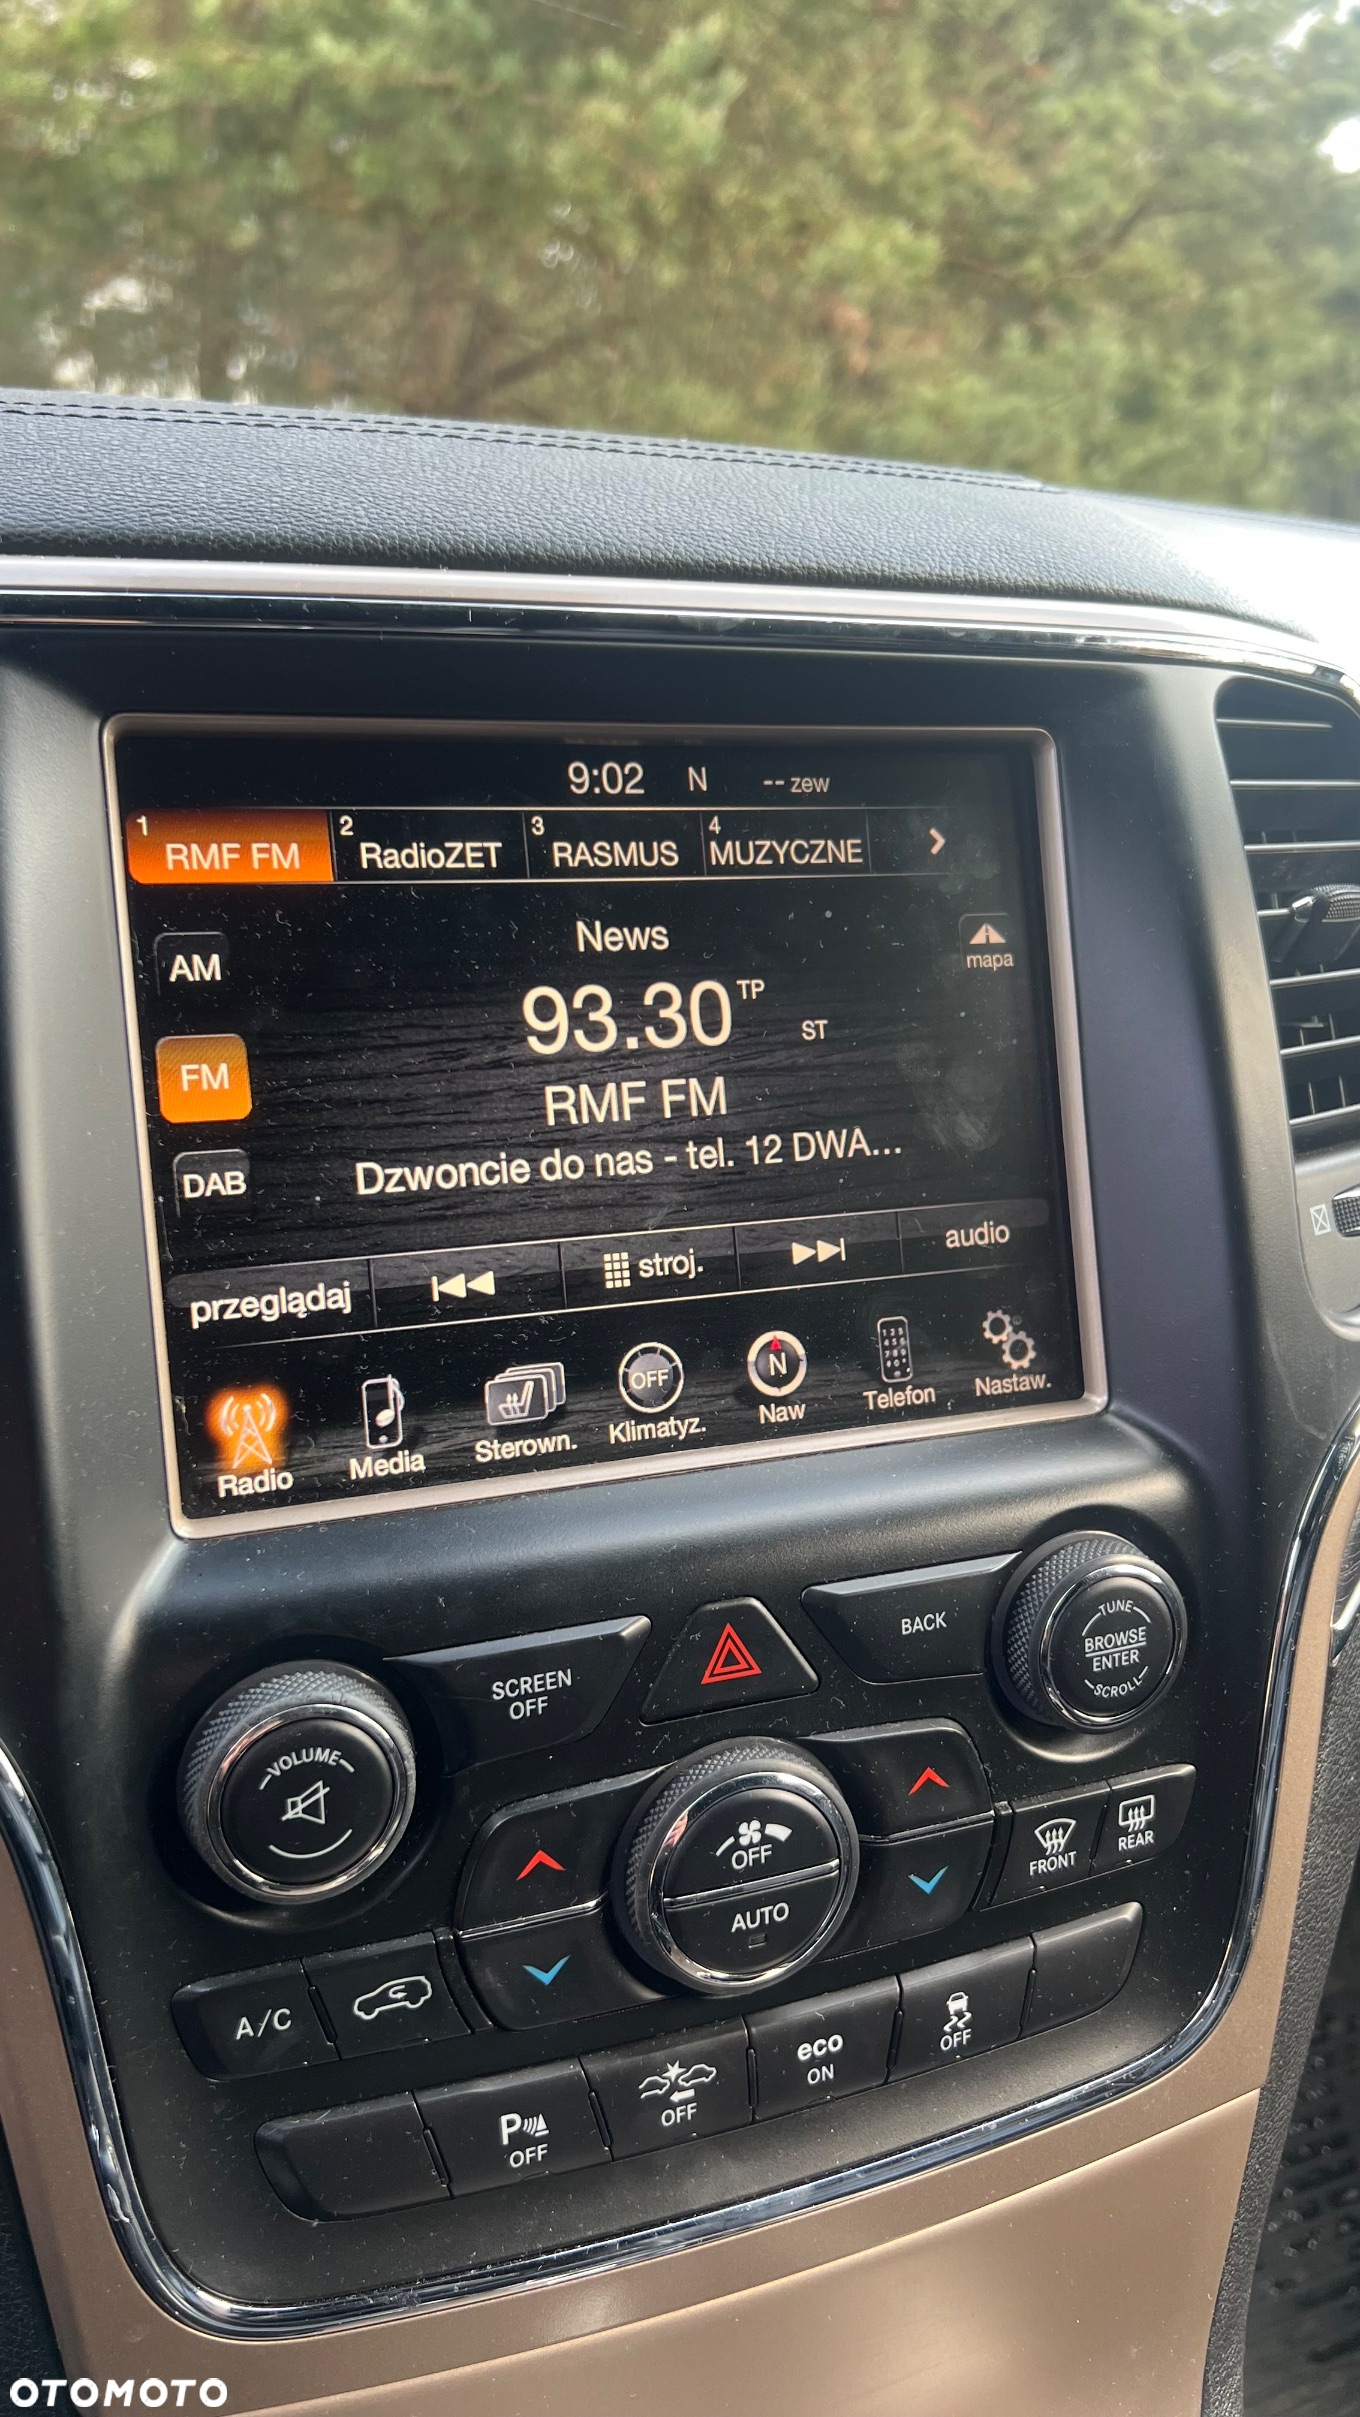 9:02 N -- zew
1 RMF FM 2 RadioZET 3 RASMUS 4 MUZYCZNE
News
AM
mapa
93.30 TP ST
FM
RMF FM
DAB
Dzwoncie do nas - tel. 12 DWA...
przeglądaj stroj. audio
OFF N
Radio Media Sterown. Klimatyz. Naw Telefon Nastaw.
VOLUME
SCREEN
OFF
BACK
TUNE
BROWSE
ENTER
SCROLL
OFF
AUTO
FRONT
REAR
A/C
P OFF
OFF
eco
ON
OFF
OTOMOTO